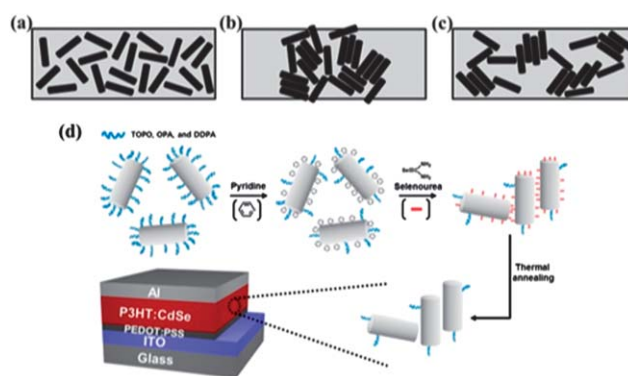 (a)
(b)
(c)
(d)
TOPO, OPA, and DDPA
Pyridine
Selenourea
Thermal
annealing
Al
P3HT:CdSe
PEDOT:PSS
ITO
Glass